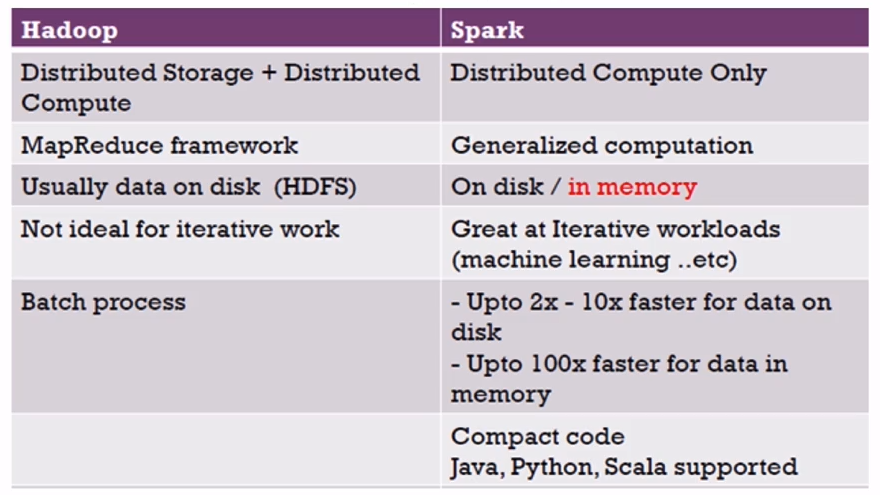 Hadoop
Spark
Distributed Storage + Distributed
Compute
Distributed Compute Only
MapReduce framework
Generalized computation
Usually data on disk (HDFS)
On disk / in memory
Not ideal for iterative work
Great at Iterative workloads
(machine learning ..etc)
Batch process
- Upto 2x - 10x faster for data on
disk
- Upto 100x faster for data in
memory
Compact code
Java, Python, Scala supported